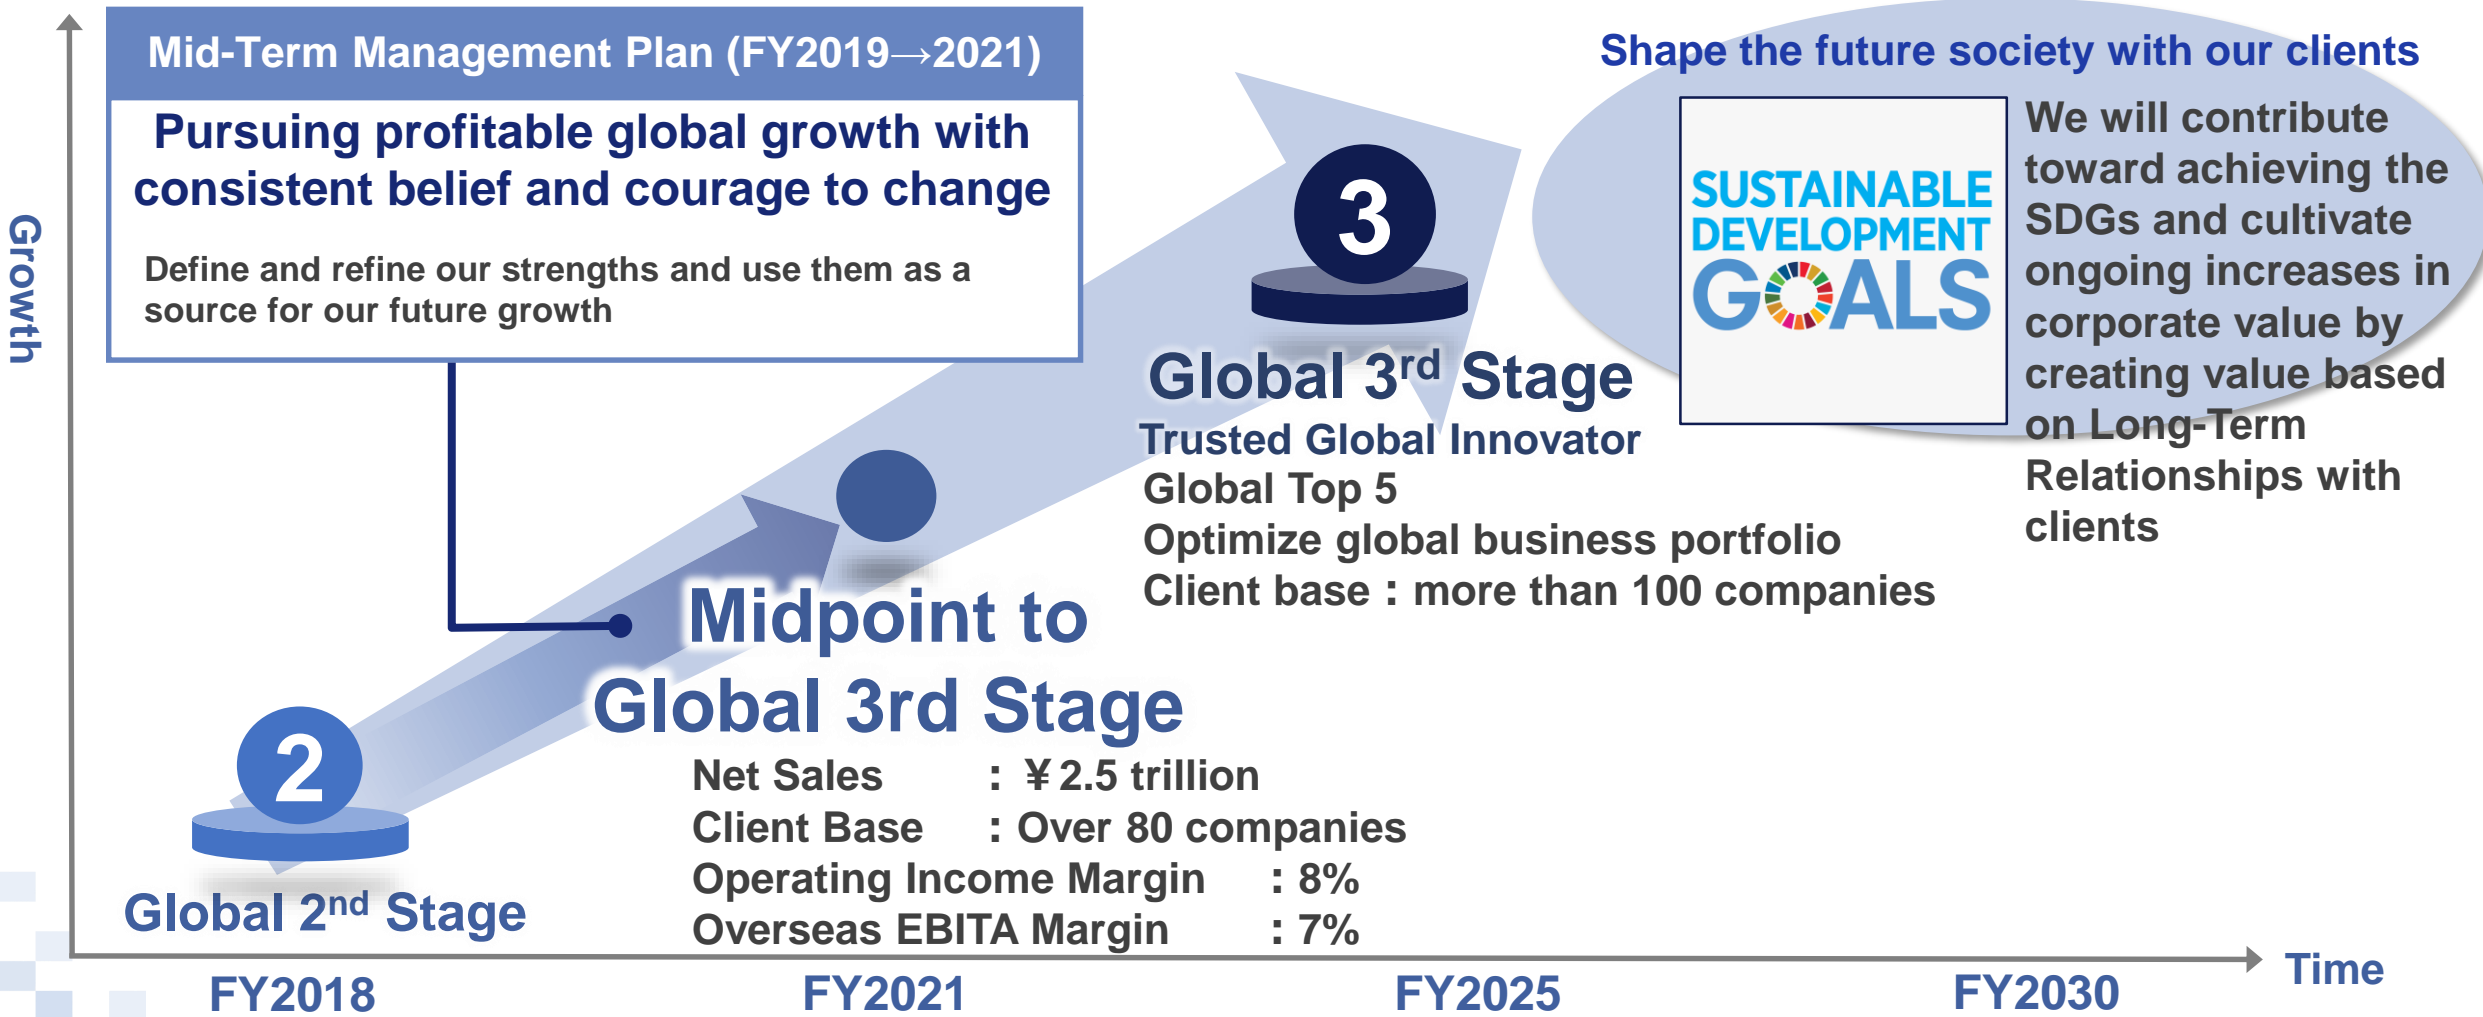 Mid-Term Management Plan (FY2019→2021)
Pursuing profitable global growth with
consistent belief and courage to change
Define and refine our strengths and use them as a
source for our future growth
Growth
Shape the future society with our clients
SUSTAINABLE
DEVELOPMENT
GOALS
We will contribute
toward achieving the
SDGs and cultivate
ongoing increases in
corporate value by
creating value based
on Long-Term
Relationships with
clients
3
Global 3rd Stage
Trusted Global Innovator
Global Top 5
Optimize global business portfolio
Client base : more than 100 companies
Midpoint to
Global 3rd Stage
Net Sales : ¥2.5 trillion
Client Base : Over 80 companies
Operating Income Margin : 8%
Overseas EBITA Margin : 7%
2
Global 2nd Stage
FY2018 FY2021 FY2025 FY2030 Time